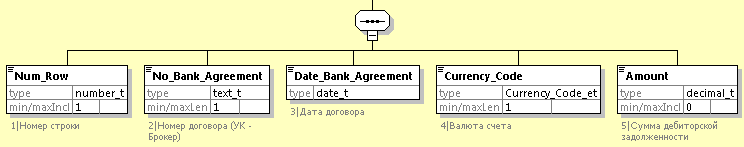 Num_Row
type number_t
min/maxIncl 1
1|Номер строки
No_Bank_Agreement
type text_t
min/maxLen 1
2|Номер договора (УК -
Брокер)
Date_Bank_Agreement
type date_t
3|Дата договора
Currency_Code
type Currency_Code_et
min/maxLen 1
4|Валюта счета
Amount
type decimal_t
min/maxIncl 0
5|Сумма дебиторской
задолженности